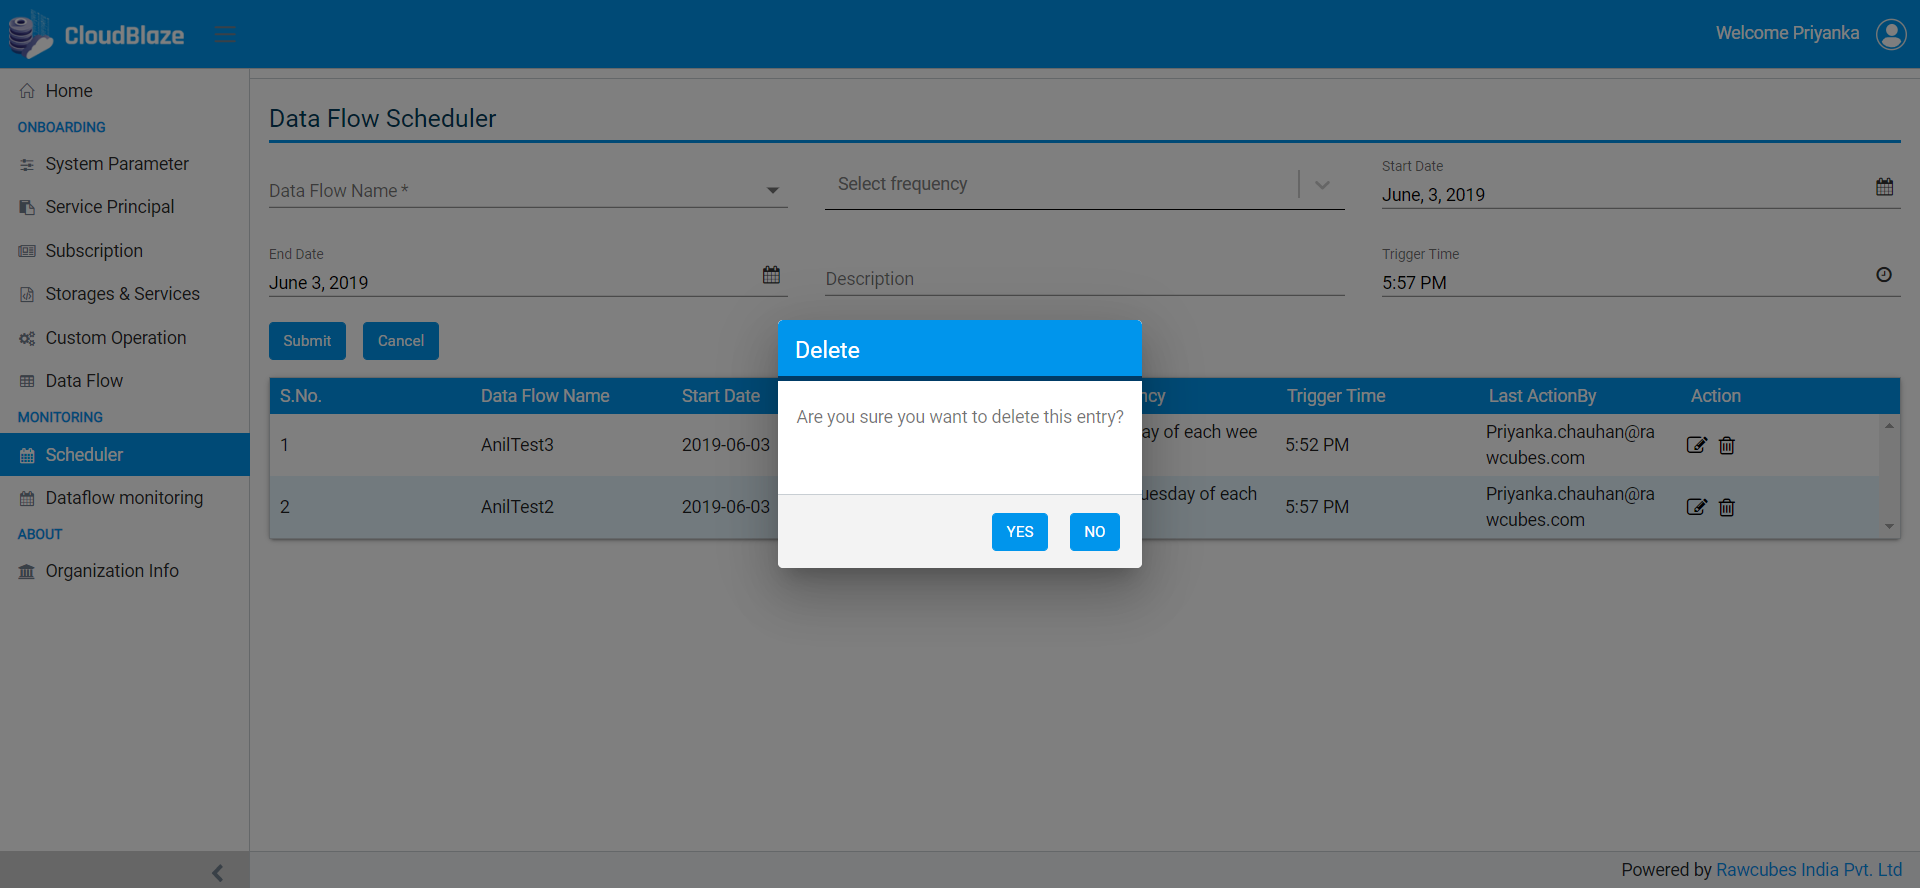 CloudBlaze
Welcome Priyanka
Home
ONBOARDING
System Parameter
Service Principal
Subscription
Storages & Services
Custom Operation
Data Flow
MONITORING
Scheduler
Dataflow monitoring
ABOUT
Organization Info
Data Flow Scheduler
Data Flow Name *
Select frequency
Start Date
June, 3, 2019
End Date
June 3, 2019
Description
Trigger Time
5:57 PM
Submit Cancel
S.No. Data Flow Name Start Date Trigger Time Last ActionBy Action
1 AnilTest3 2019-06-03 ay of each wee 5:52 PM Priyanka.chauhan@ra
wcubes.com
2 AnilTest2 2019-06-03 uesday of each 5:57 PM Priyanka.chauhan@ra
wcubes.com
Delete
Are you sure you want to delete this entry?
YES NO
Powered by Rawcubes India Pvt. Ltd